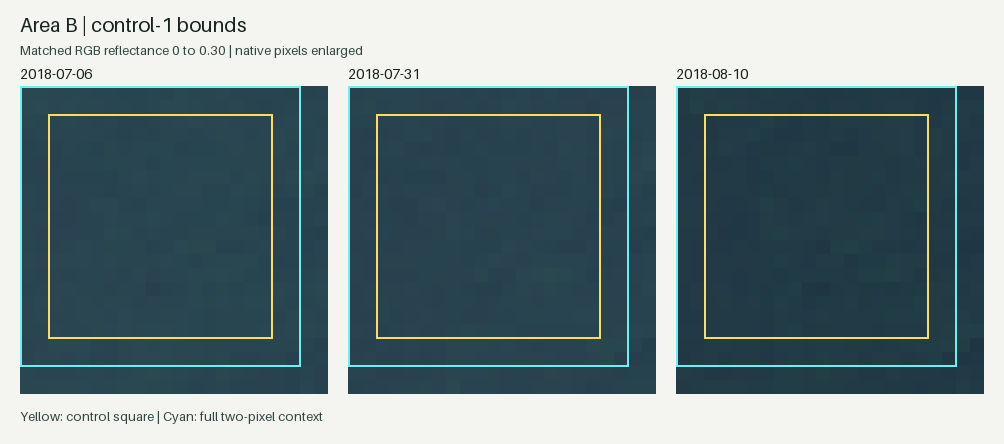 Area B | control-1 bounds
Matched RGB reflectance 0 to 0.30 | native pixels enlarged
2018-07-06
2018-07-31
2018-08-10
Yellow: control square | Cyan: full two-pixel context